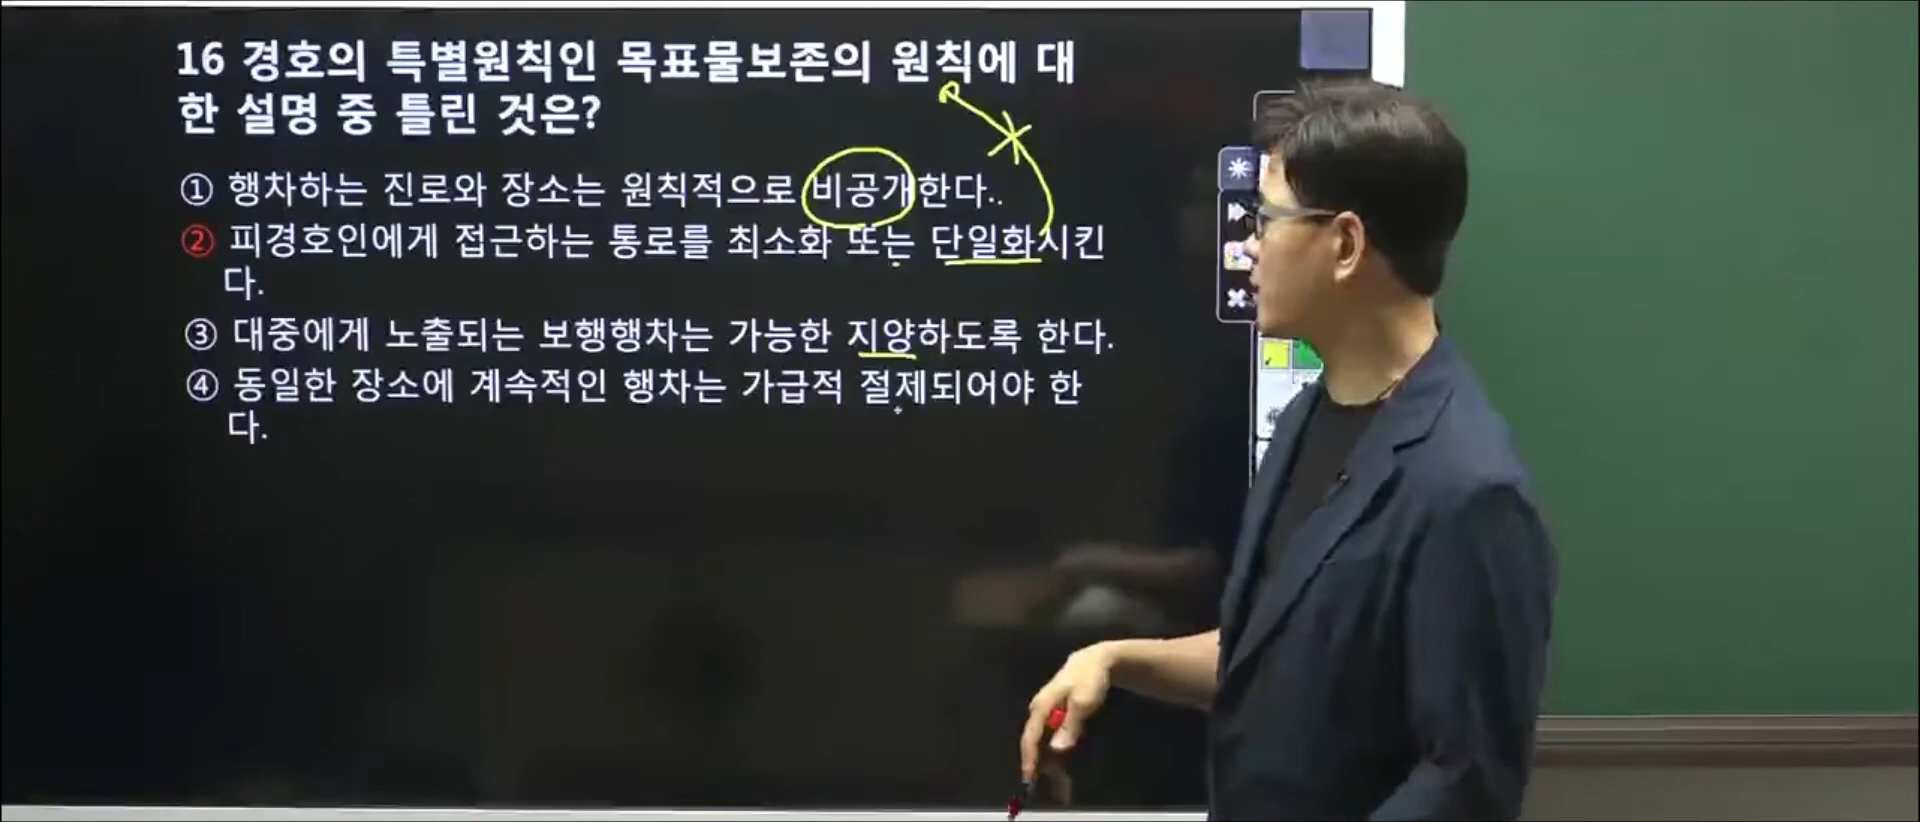 16 경호의 특별원칙인 목표물보존의 원칙에 대
한 설명 중 틀린 것은?
① 행차하는 진로와 장소는 원칙적으로 비공개한다..
② 피경호인에게 접근하는 통로를 최소화 또는 단일화시킨
다.
③ 대중에게 노출되는 보행행차는 가능한 지양하도록 한다.
④ 동일한 장소에 계속적인 행차는 가급적 절제되어야 한
다.